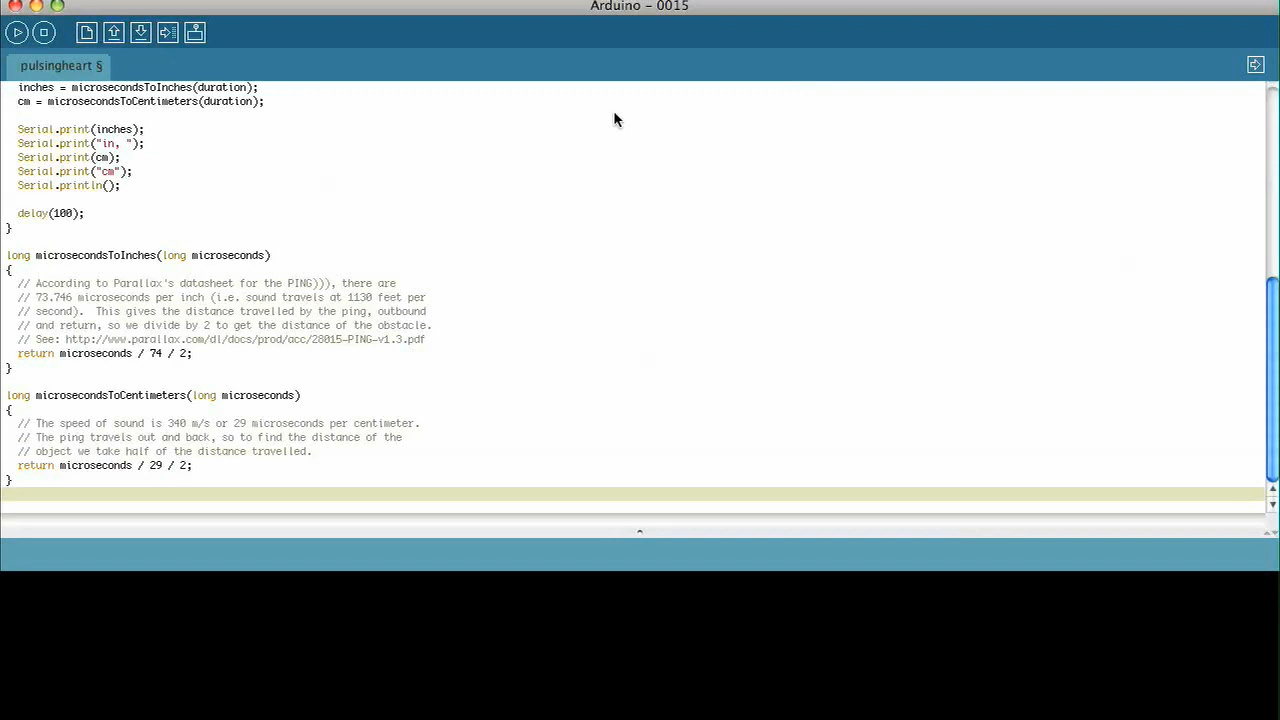 Arduino - 0015
pulsingheart §
inches = microsecondsToInches(duration);
cm = microsecondsToCentimeters(duration);
Serial.print(inches);
Serial.print("in, ");
Serial.print(cm);
Serial.print("cm");
Serial.println();
delay(100);
}
long microsecondsToInches(long microseconds)
{
// According to Parallax's datasheet for the PING))), there are
// 73.746 microseconds per inch (i.e. sound travels at 1130 feet per
// second).  This gives the distance travelled by the ping, outbound
// and return, so we divide by 2 to get the distance of the obstacle.
// See: http://www.parallax.com/dl/docs/prod/acc/28015-PING-v1.3.pdf
return microseconds / 74 / 2;
}
long microsecondsToCentimeters(long microseconds)
{
// The speed of sound is 340 m/s or 29 microseconds per centimeter.
// The ping travels out and back, so to find the distance of the
// object we take half of the distance travelled.
return microseconds / 29 / 2;
}